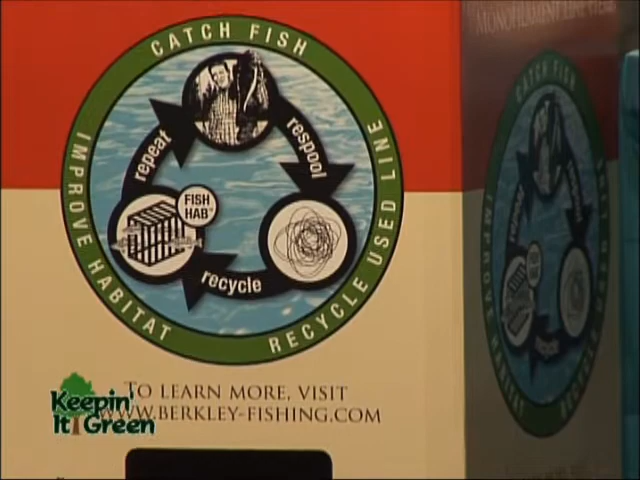 CATCH FISH
IMPROVE HABITAT
RECYCLE USED LINE
respool
repeat
recycle
FISH
HAB
TO LEARN MORE, VISIT
WWW.BERKLEY-FISHING.COM
Keepin'
It Green
CATCH FISH